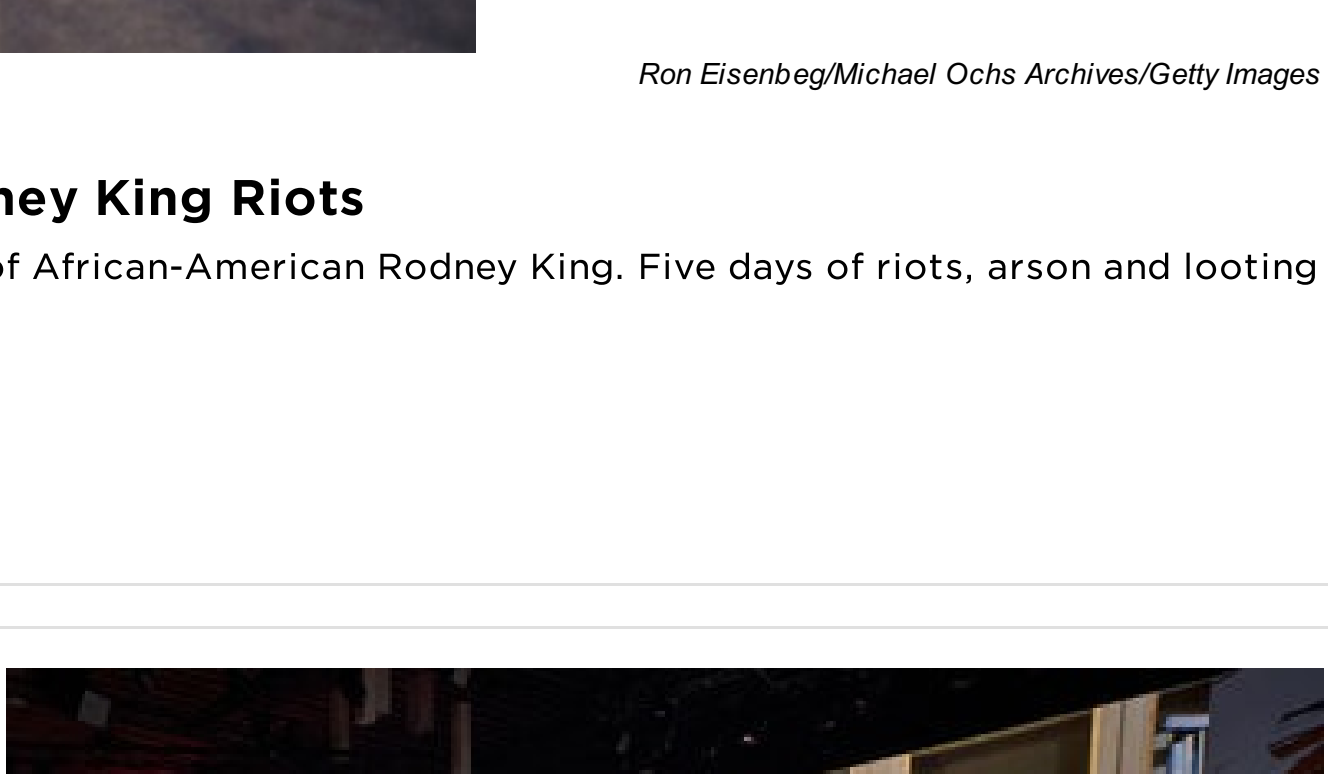 Ron Eisenbeg/Michael Ochs Archives/Getty Images
ney King Riots
of African-American Rodney King. Five days of riots, arson and looting